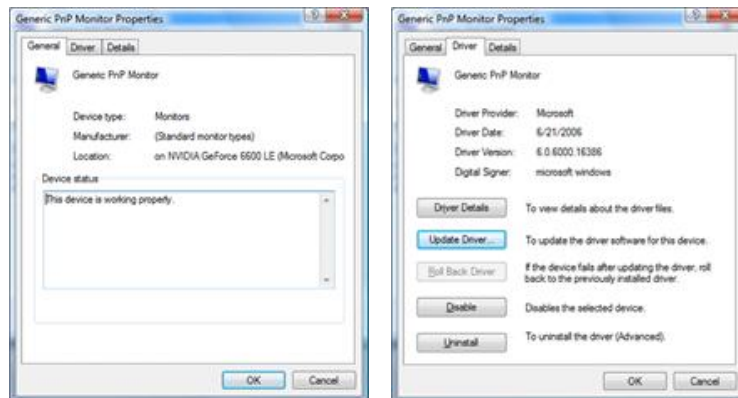 Generic PnP Monitor Properties
General Driver Details
Generic PnP Monitor
Device type: Monitors
Manufacturer: (Standard monitor types)
Location: on NVIDIA GeForce 6600 LE (Microsoft Corpo
Device status
This device is working properly.
OK Cancel
Generic PnP Monitor Properties
General Driver Details
Generic PnP Monitor
Driver Provider: Microsoft
Driver Date: 6/21/2006
Driver Version: 6.0.6000.16386
Digital Signer: microsoft windows
Driver Details To view details about the driver files.
Update Driver... To update the driver software for this device.
Roll Back Driver If the device fails after updating the driver, roll
back to the previously installed driver.
Disable Disables the selected device.
Uninstall To uninstall the driver (Advanced).
OK Cancel